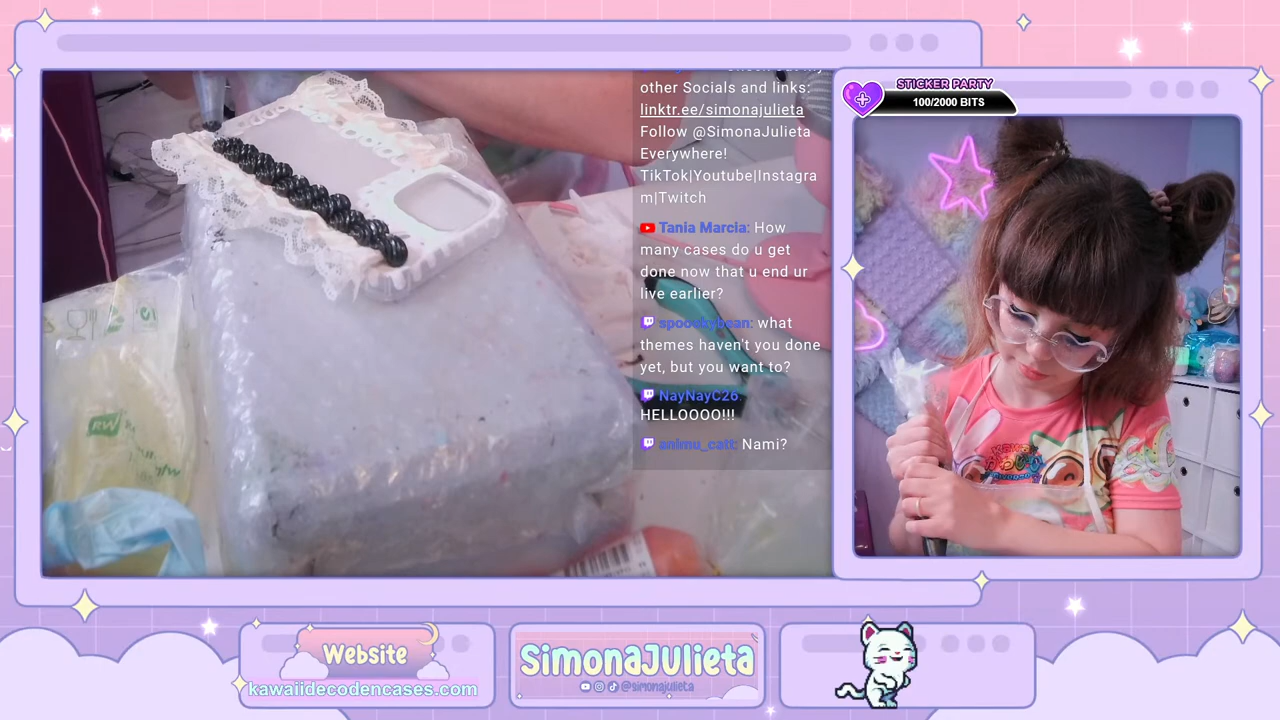 other Socials and links:
linktr.ee/simonajulieta
Follow @SimonaJulieta
Everywhere!
TikTok|Youtube|Instagra
m|Twitch
Tania Marcia: How
many cases do u get
done now that u end ur
live earlier?
spoookybean: what
themes haven't you done
yet, but you want to?
NayNayC26:
HELLOOOO!!!
animu_catt: Nami?
STICKER PARTY
100/2000 BITS
Website
kawaiidecodencases.com
SimonaJulieta
@simonajulieta